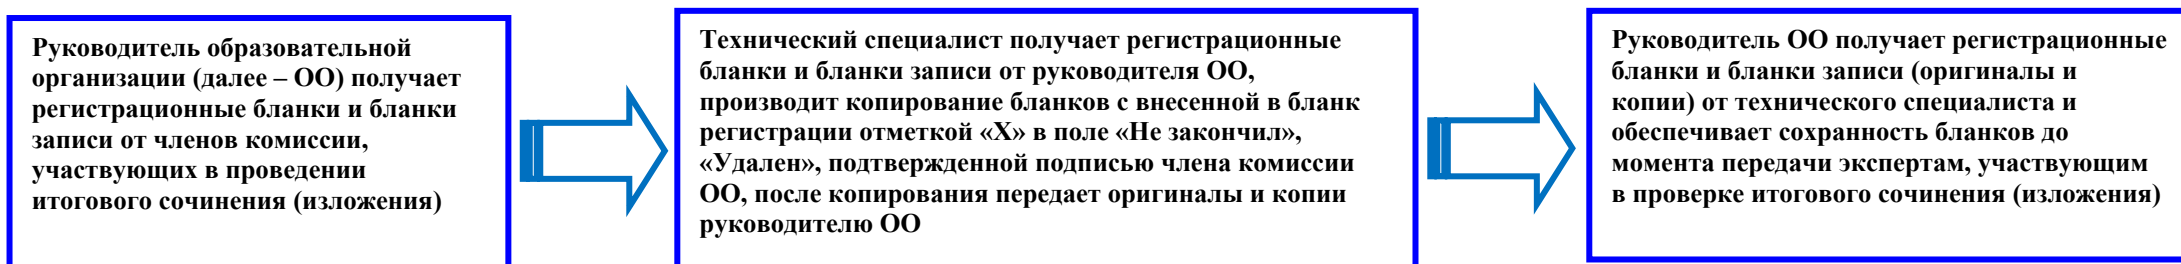 Руководитель образовательной
организации (далее – ОО) получает
регистрационные бланки и бланки
записи от членов комиссии,
участвующих в проведении
итогового сочинения (изложения)
Технический специалист получает регистрационные
бланки и бланки записи от руководителя ОО,
производит копирование бланков с внесенной в бланк
регистрации отметкой «Х» в поле «Не закончил»,
«Удален», подтвержденной подписью члена комиссии
ОО, после копирования передает оригиналы и копии
руководителю ОО
Руководитель ОО получает регистрационные
бланки и бланки записи (оригиналы и
копии) от технического специалиста и
обеспечивает сохранность бланков до
момента передачи экспертам, участвующим
в проверке итогового сочинения (изложения)